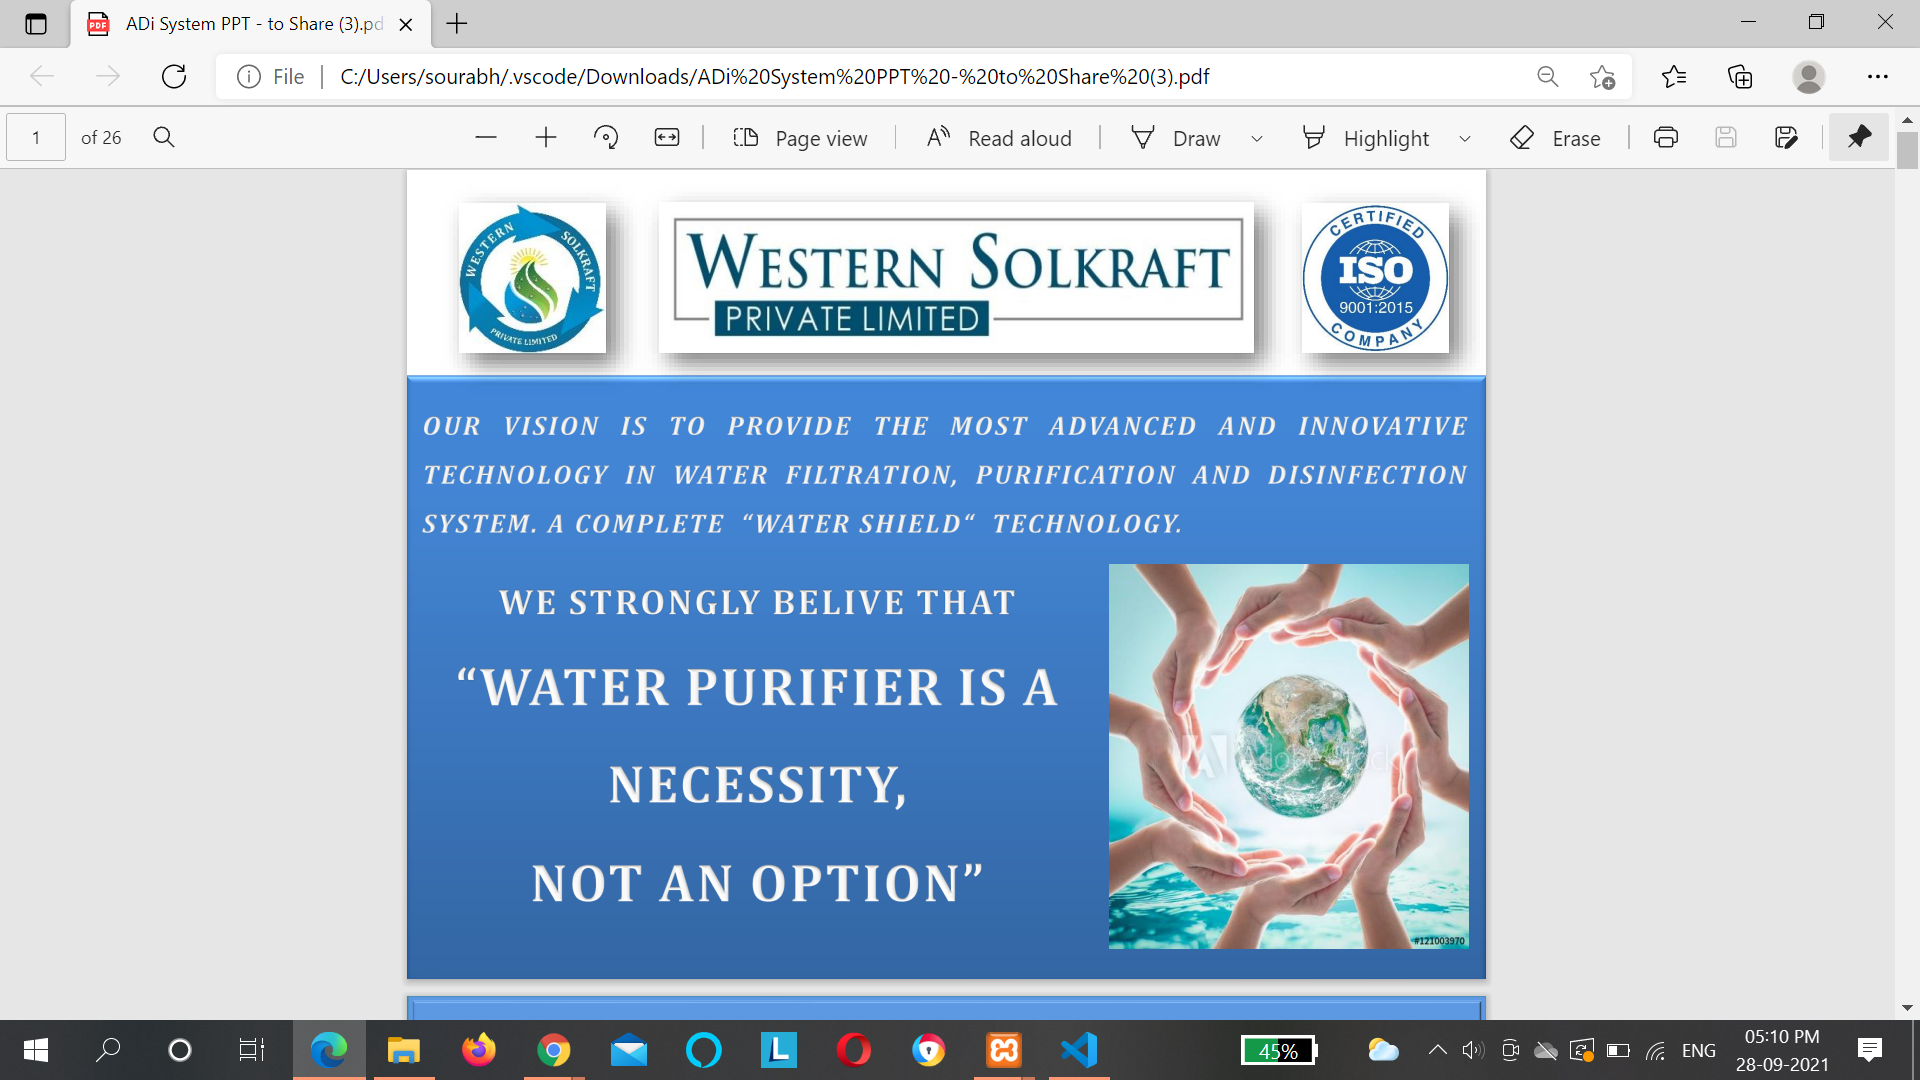 ADi System PPT - to Share (3).pd
File
C:/Users/sourabh/.vscode/Downloads/ADi%20System%20PPT%20-%20to%20Share%20(3).pdf
1 of 26
Page view
Read aloud
Draw
Highlight
Erase
WESTERN SOLKRAFT
PRIVATE LIMITED
WESTERN SOLKRAFT
PRIVATE LIMITED
CERTIFIED
ISO
9001:2015
COMPANY
OUR VISION IS TO PROVIDE THE MOST ADVANCED AND INNOVATIVE
TECHNOLOGY IN WATER FILTRATION, PURIFICATION AND DISINFECTION
SYSTEM. A COMPLETE “WATER SHIELD“ TECHNOLOGY.
WE STRONGLY BELIVE THAT
“WATER PURIFIER IS A
NECESSITY,
NOT AN OPTION”
Adobe Stock
#121003970
45%
ENG
05:10 PM
28-09-2021